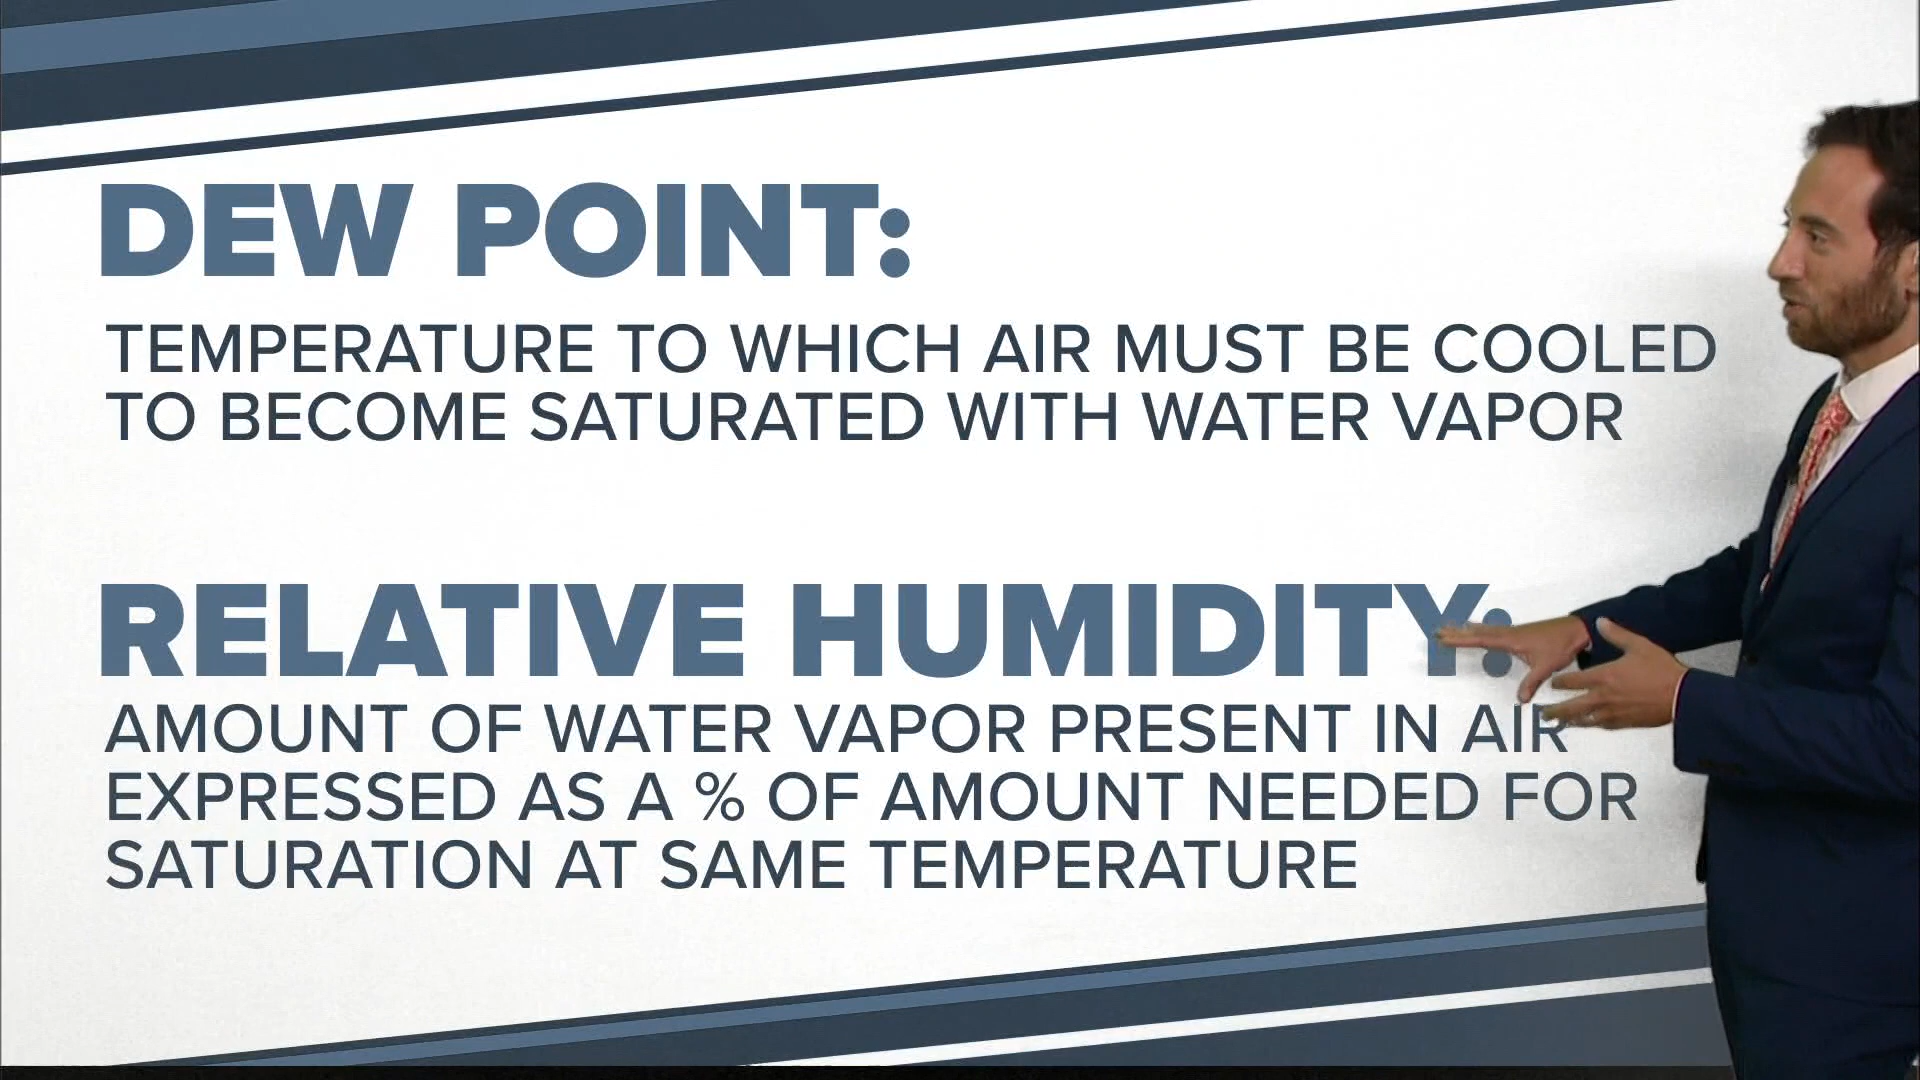 DEW POINT:
TEMPERATURE TO WHICH AIR MUST BE COOLED
TO BECOME SATURATED WITH WATER VAPOR
RELATIVE HUMIDITY:
AMOUNT OF WATER VAPOR PRESENT IN AIR
EXPRESSED AS A % OF AMOUNT NEEDED FOR
SATURATION AT SAME TEMPERATURE